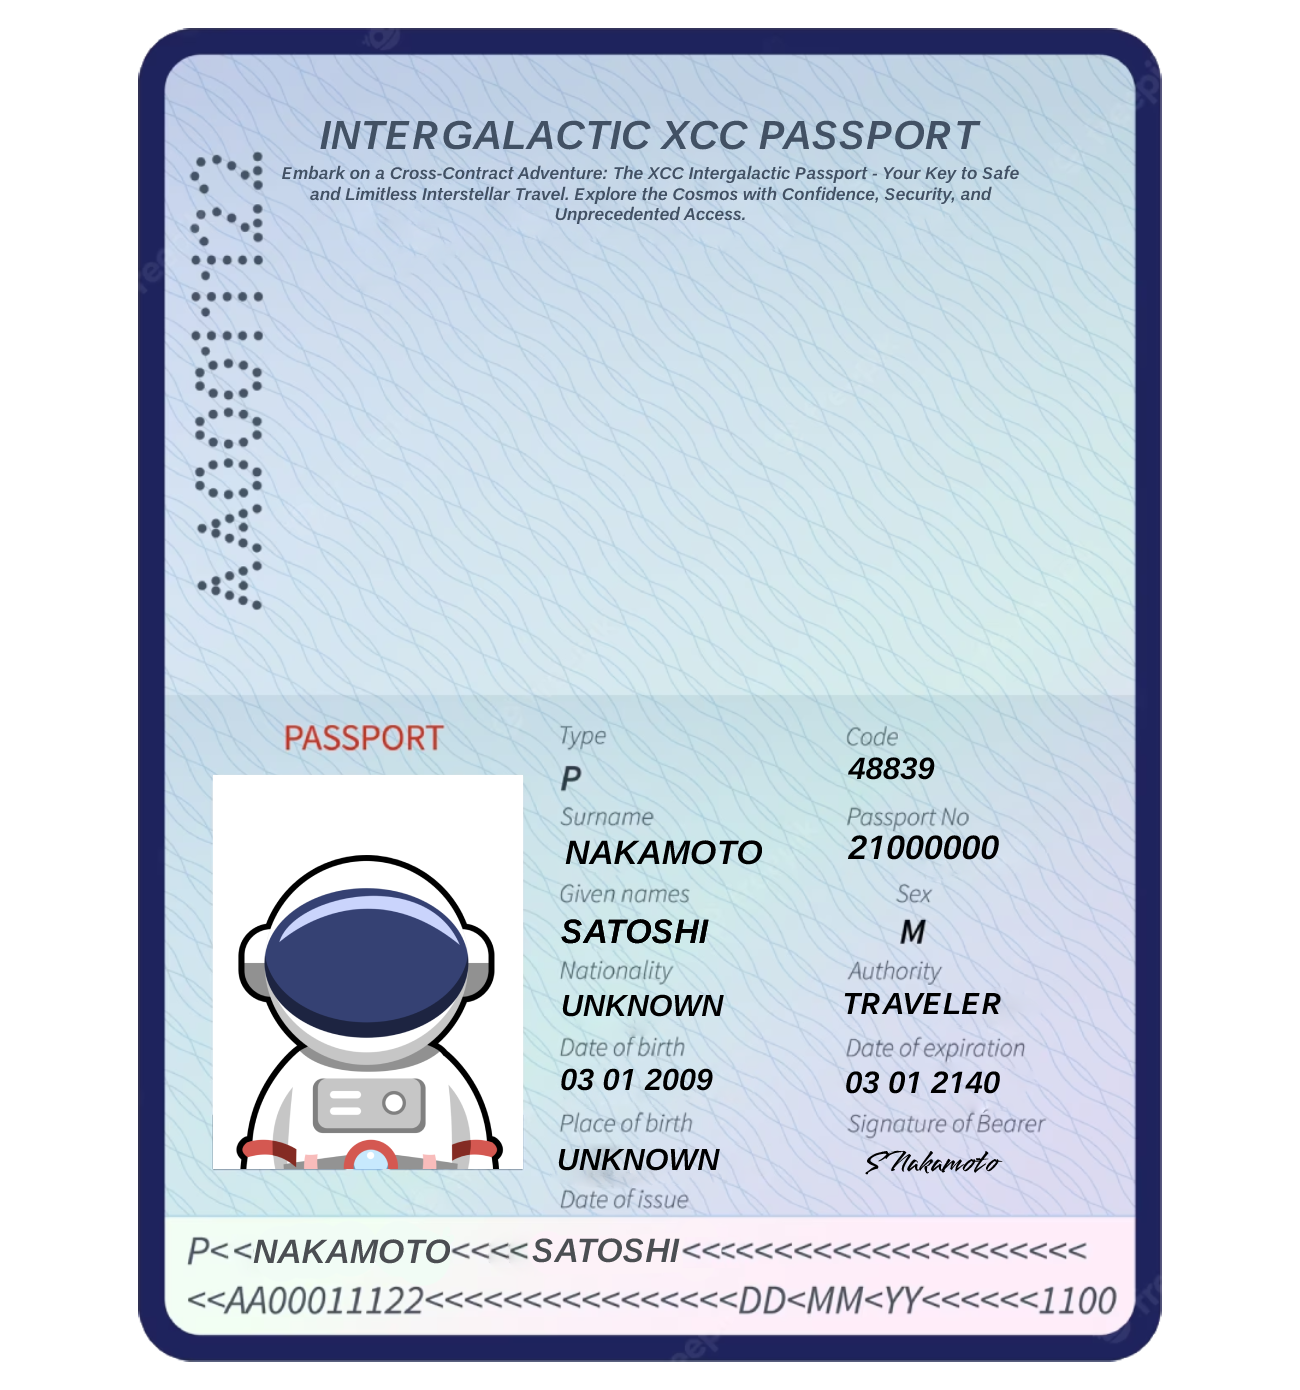 INTERGALACTIC XCC PASSPORT
Embark on a Cross-Contract Adventure: The XCC Intergalactic Passport - Your Key to Safe
and Limitless Interstellar Travel. Explore the Cosmos with Confidence, Security, and
Unprecedented Access.
AA00011122
PASSPORT
Type
P
Code
48839
Surname
NAKAMOTO
Passport No
21000000
Given names
SATOSHI
Sex
M
Nationality
UNKNOWN
Authority
TRAVELER
Date of birth
03 01 2009
Date of expiration
03 01 2140
Place of birth
UNKNOWN
Signature of Bearer
SNakamoto
Date of issue
P<<NAKAMOTO<<<<SATOSHI<<<<<<<<<<<<<<<<<<<<<
<<AA00011122<<<<<<<<<<<<<<<<DD<MM<YY<<<<<<1100